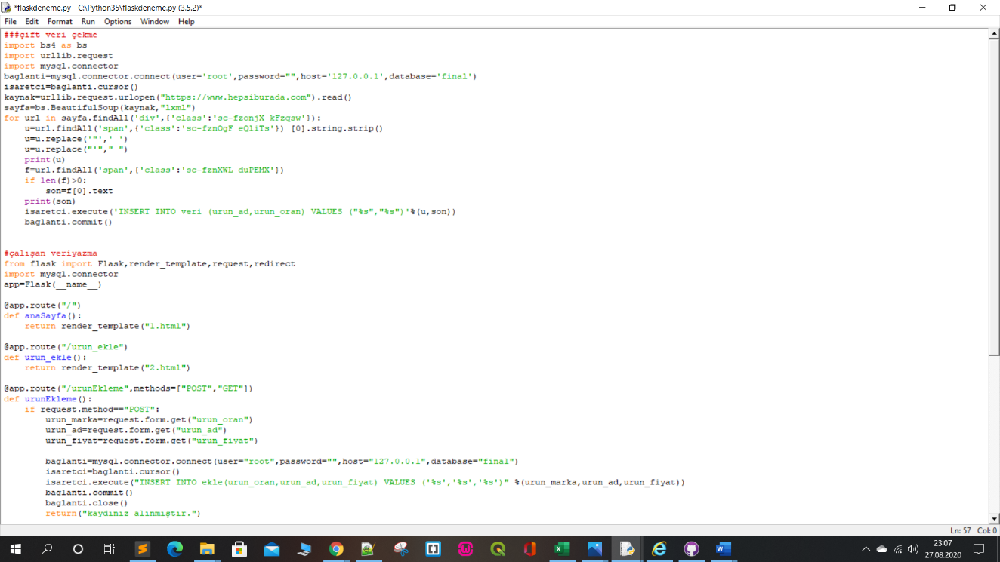 *flaskdeneme.py - C:\Python35\flaskdeneme.py (3.5.2)*
File Edit Format Run Options Window Help
###çift veri çekme
import bs4 as bs
import urllib.request
import mysql.connector
baglanti=mysql.connector.connect(user='root',password="",host='127.0.0.1',database='final')
isaretci=baglanti.cursor()
kaynak=urllib.request.urlopen("https://www.hepsiburada.com").read()
sayfa=bs.BeautifulSoup(kaynak,"lxml")
for url in sayfa.findAll('div',{'class':'sc-fzonjX kFzqsw'}):
    u=url.findAll('span',{'class':'sc-fznOgF eQliTs'}) [0].string.strip()
    u=u.replace('"',' ')
    u=u.replace("'"," ")
    print(u)
    f=url.findAll('span',{'class':'sc-fznXWL duPEMX'})
    if len(f)>0:
        son=f[0].text
    print(son)
    isaretci.execute('INSERT INTO veri (urun_ad,urun_oran) VALUES ("%s","%s")'%(u,son))
    baglanti.commit()
#çalışan veriyazma
from flask import Flask,render_template,request,redirect
import mysql.connector
app=Flask(__name__)
@app.route("/")
def anaSayfa():
    return render_template("1.html")
@app.route("/urun_ekle")
def urun_ekle():
    return render_template("2.html")
@app.route("/urunEkleme",methods=["POST","GET"])
def urunEkleme():
    if request.method=="POST":
        urun_marka=request.form.get("urun_oran")
        urun_ad=request.form.get("urun_ad")
        urun_fiyat=request.form.get("urun_fiyat")
        baglanti=mysql.connector.connect(user="root",password="",host="127.0.0.1",database="final")
        isaretci=baglanti.cursor()
        isaretci.execute("INSERT INTO ekle(urun_oran,urun_ad,urun_fiyat) VALUES ('%s','%s','%s')" %(urun_marka,urun_ad,urun_fiyat))
        baglanti.commit()
        baglanti.close()
        return("kaydınız alınmıştır.")
Ln: 57 Col: 0
23:07
27.08.2020